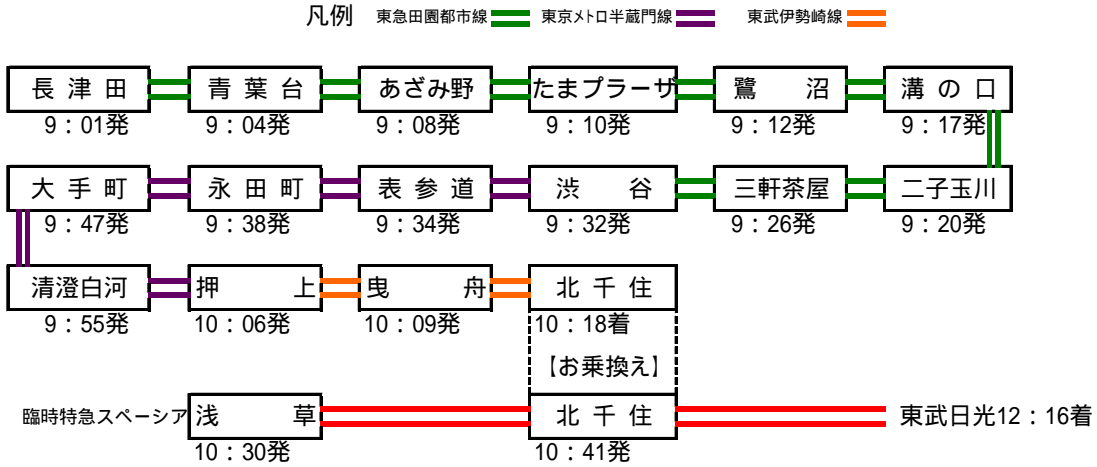 凡例 東急田園都市線 東京メトロ半蔵門線 東武伊勢崎線
長津田 青葉台 あざみ野 たまプラーザ 鷺沼 溝の口
9：01発 9：04発 9：08発 9：10発 9：12発 9：17発
大手町 永田町 表参道 渋谷 三軒茶屋 二子玉川
9：47発 9：38発 9：34発 9：32発 9：26発 9：20発
清澄白河 押上 曳舟 北千住
9：55発 10：06発 10：09発 10：18着
【お乗換え】
臨時特急スペーシア 浅草 北千住 東武日光12：16着
10：30発 10：41発